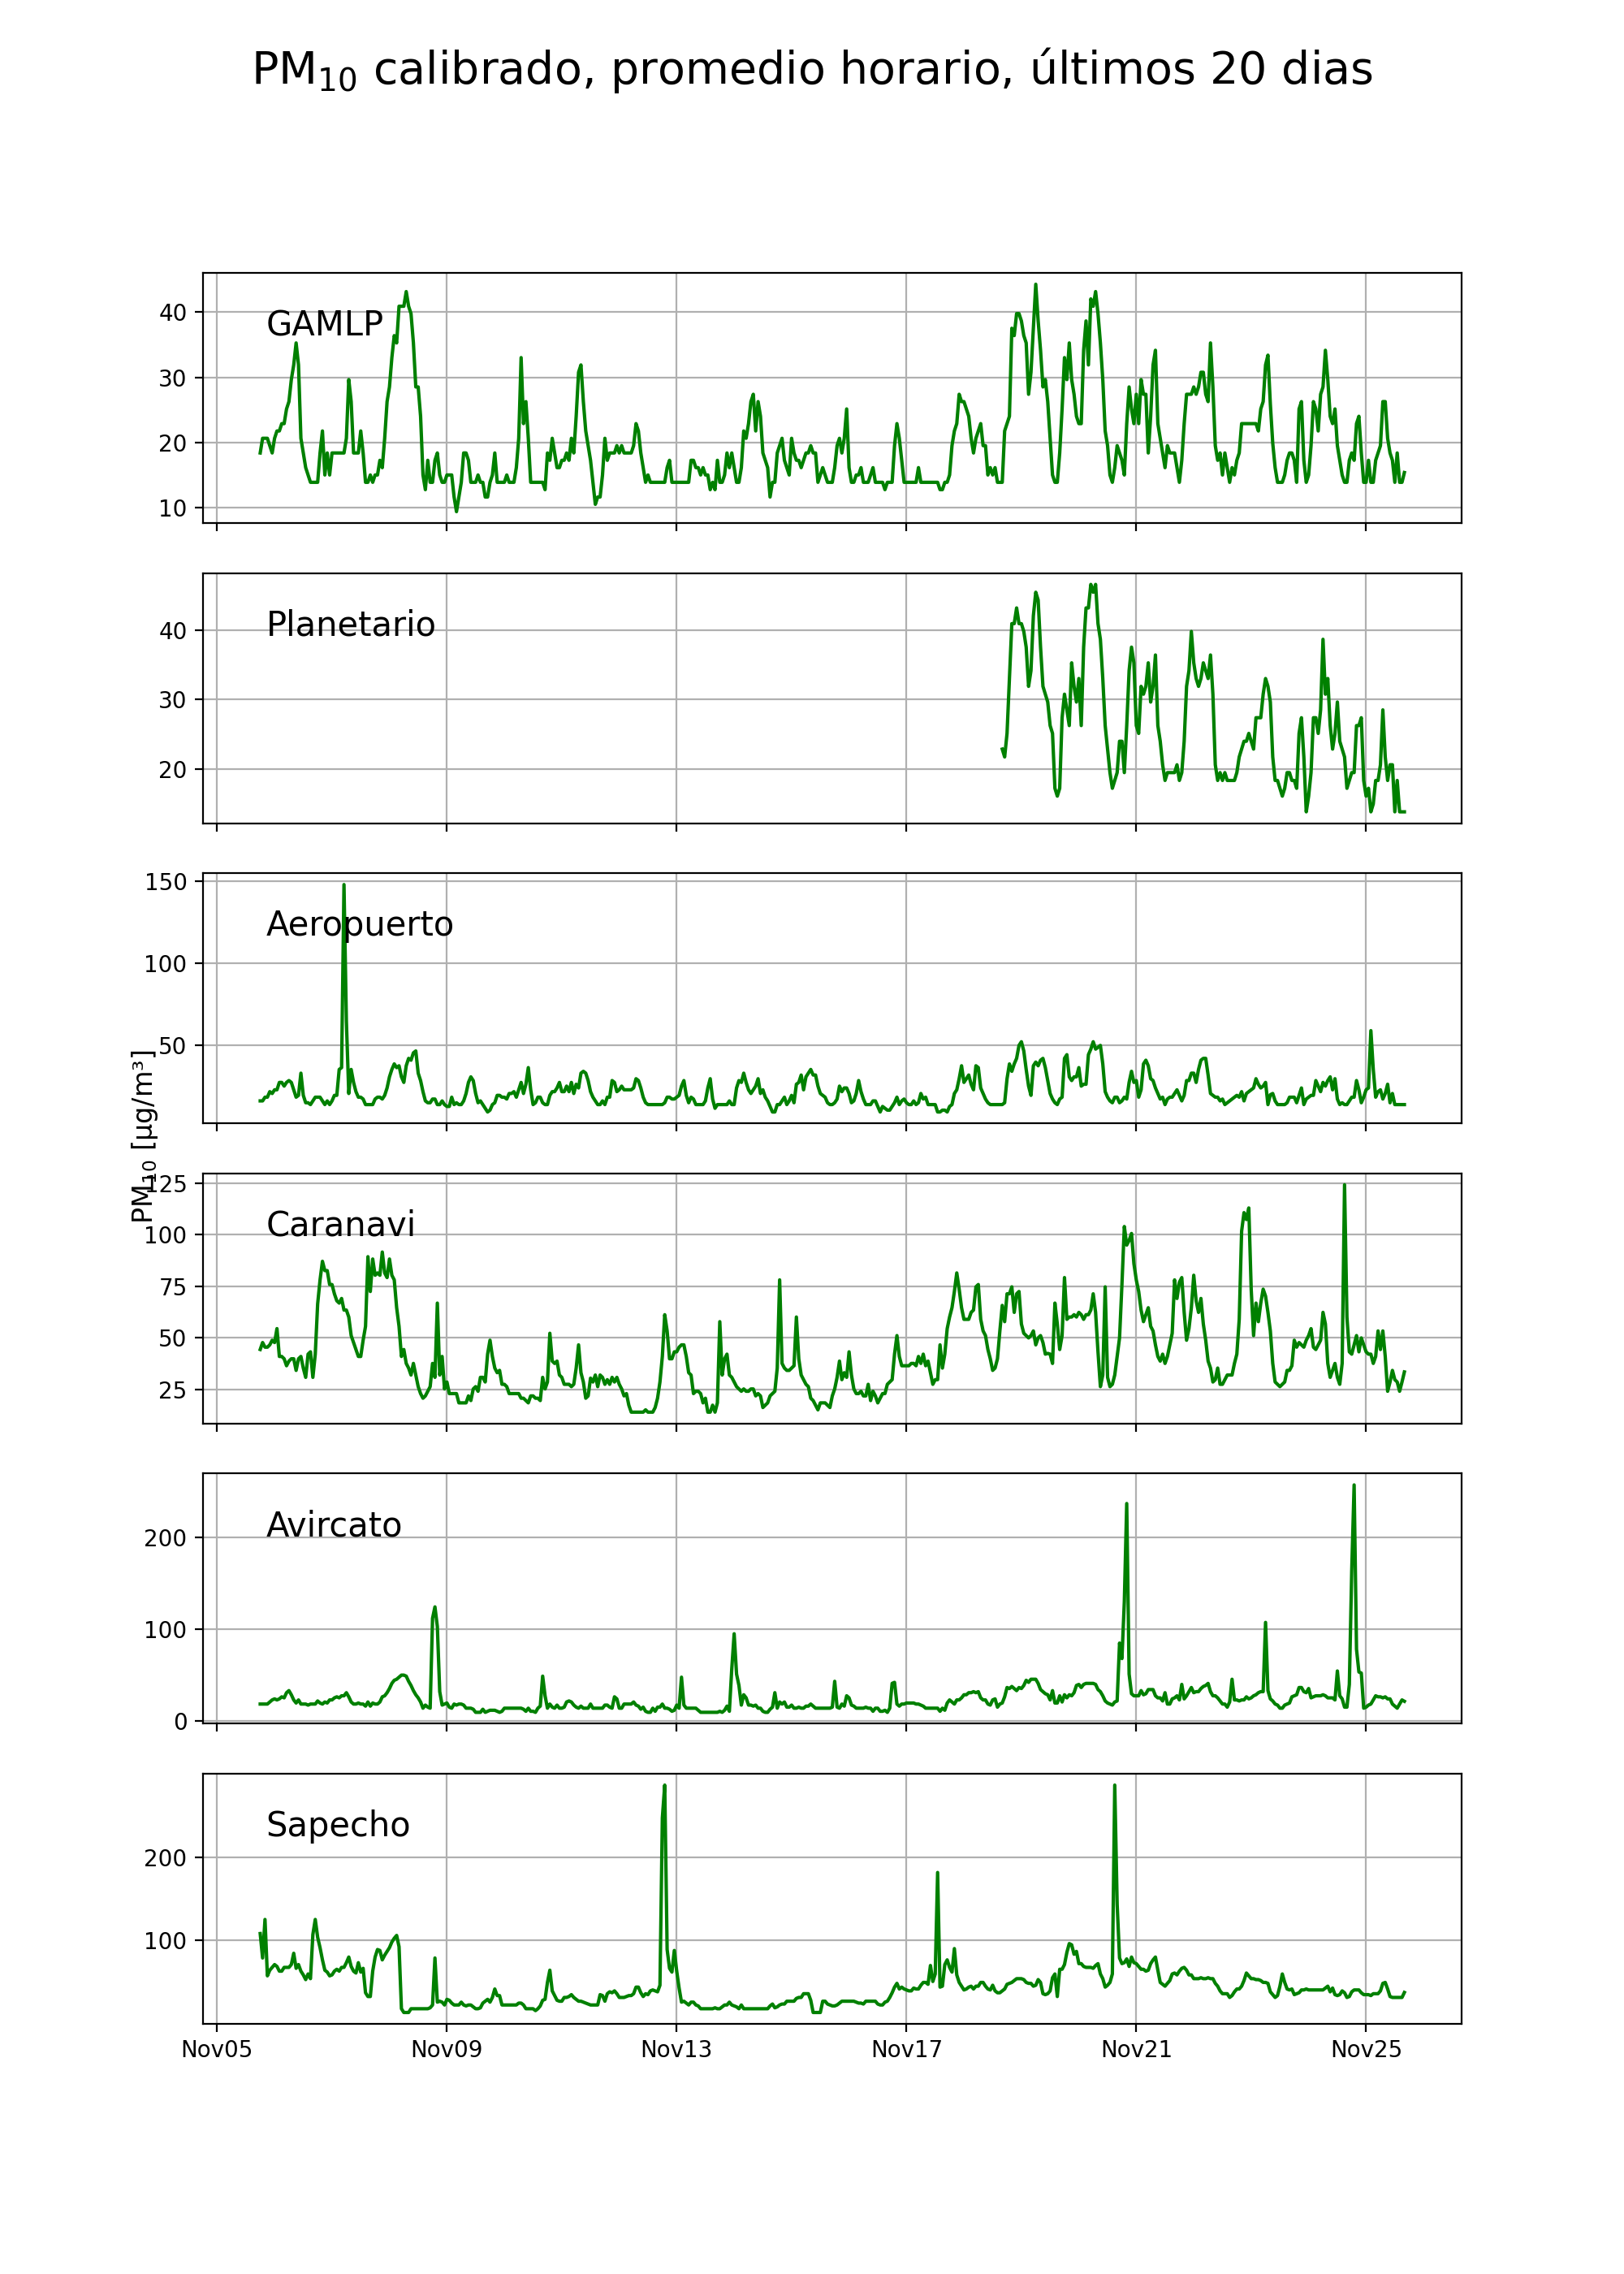 PM₁₀ calibrado, promedio horario, últimos 20 dias
GAMLP
40
30
20
10
Planetario
40
30
20
Aeropuerto
150
100
50
PM₁₀ [µg/m³]
Caranavi
125
100
75
50
25
Avircato
200
100
0
Sapecho
200
100
Nov05 Nov09 Nov13 Nov17 Nov21 Nov25